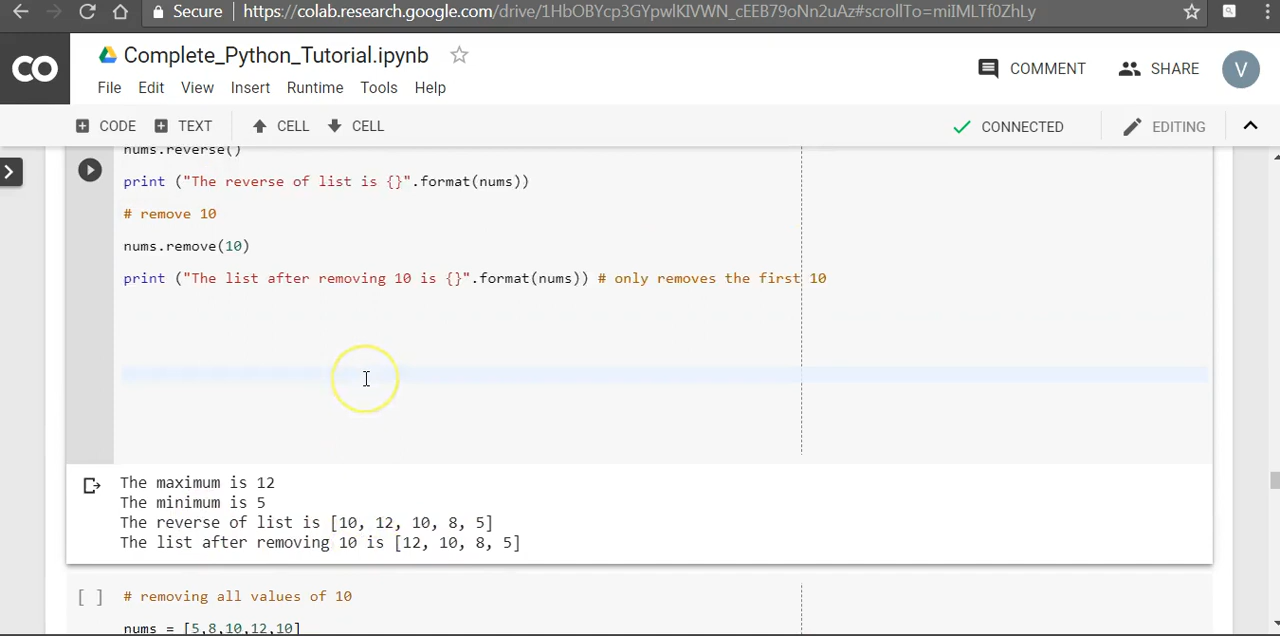 Secure https://colab.research.google.com/drive/1HbOBYcp3GYpwlKIVWN_cEEB79oNn2uAz#scrollTo=miIMLTf0ZhLy
CO Complete_Python_Tutorial.ipynb
COMMENT SHARE V
File Edit View Insert Runtime Tools Help
CODE TEXT CELL CELL CONNECTED EDITING
nums.reverse()
print ("The reverse of list is {}".format(nums))
# remove 10
nums.remove(10)
print ("The list after removing 10 is {}".format(nums)) # only removes the first 10
The maximum is 12
The minimum is 5
The reverse of list is [10, 12, 10, 8, 5]
The list after removing 10 is [12, 10, 8, 5]
[ ] # removing all values of 10
nums = [5,8,10,12,10]